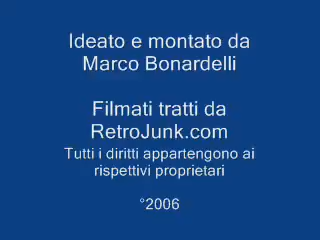 Ideato e montato da
Marco Bonardelli
Filmati tratti da
RetroJunk.com
Tutti i diritti appartengono ai
rispettivi proprietari
°2006